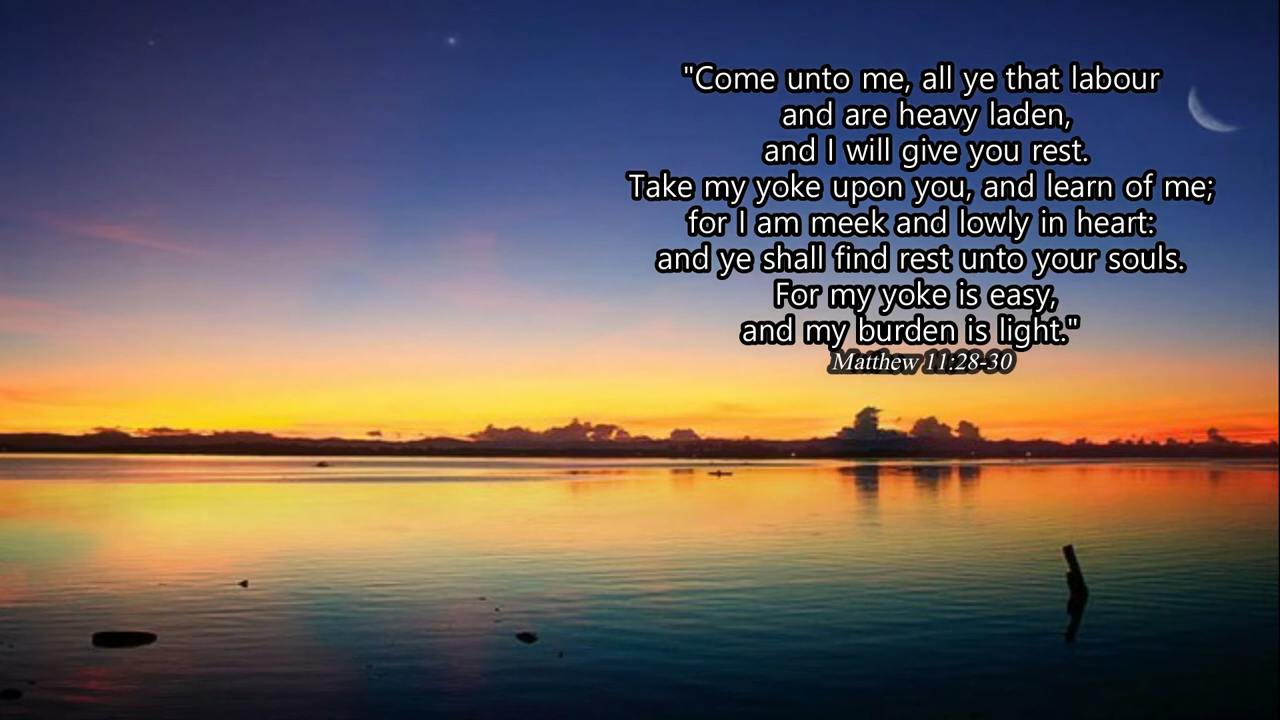 "Come unto me, all ye that labour
and are heavy laden,
and I will give you rest.
Take my yoke upon you, and learn of me;
for I am meek and lowly in heart:
and ye shall find rest unto your souls.
For my yoke is easy,
and my burden is light."
Matthew 11:28-30